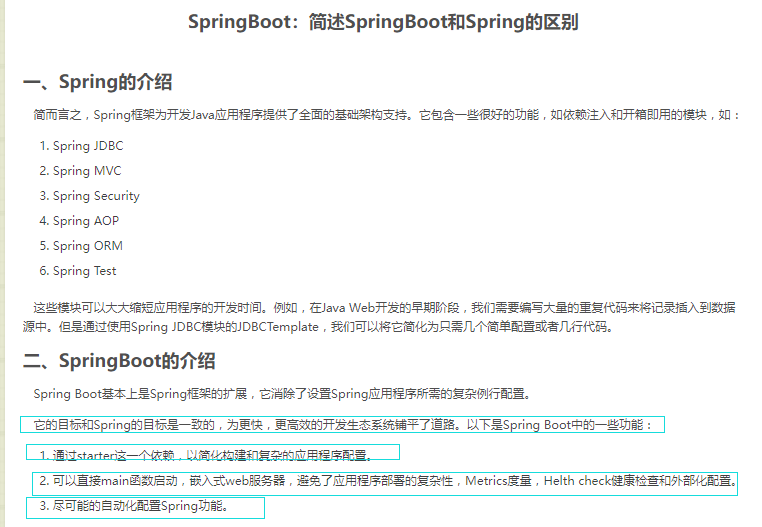 SpringBoot：简述SpringBoot和Spring的区别
一、Spring的介绍
简而言之，Spring框架为开发Java应用程序提供了全面的基础架构支持。它包含一些很好的功能，如依赖注入和开箱即用的模块，如：
1. Spring JDBC
2. Spring MVC
3. Spring Security
4. Spring AOP
5. Spring ORM
6. Spring Test
这些模块可以大大缩短应用程序的开发时间。例如，在Java Web开发的早期阶段，我们需要编写大量的重复代码来将记录插入到数据
源中。但是通过使用Spring JDBC模块的JDBCTemplate，我们可以将它简化为只需几个简单配置或者几行代码。
二、SpringBoot的介绍
Spring Boot基本上是Spring框架的扩展，它消除了设置Spring应用程序所需的复杂例行配置。
它的目标和Spring的目标是一致的，为更快，更高效的开发生态系统铺平了道路。以下是Spring Boot中的一些功能：
1. 通过starter这一个依赖，以简化构建和复杂的应用程序配置。
2. 可以直接main函数启动，嵌入式web服务器，避免了应用程序部署的复杂性，Metrics度量，Helth check健康检查和外部化配置。
3. 尽可能的自动化配置Spring功能。